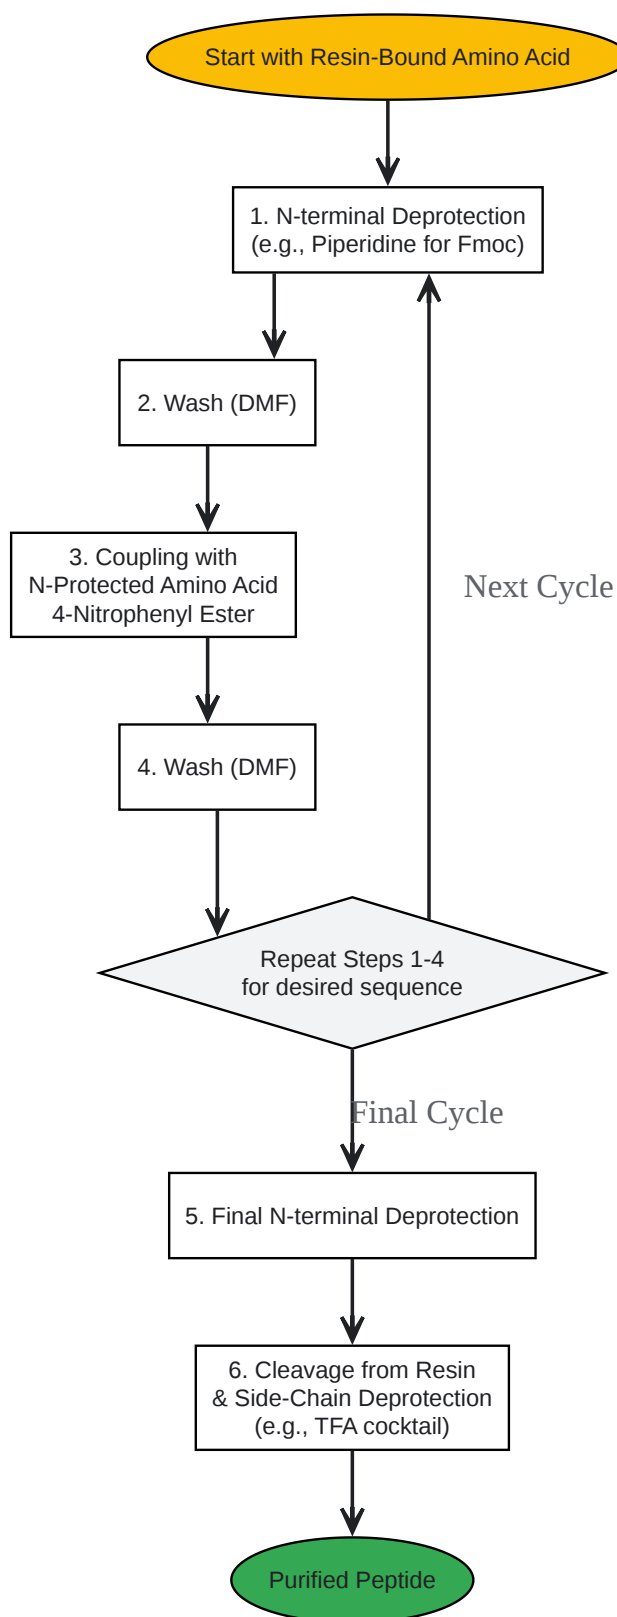 Start with Resin-Bound Amino Acid
1. N-terminal Deprotection
(e.g., Piperidine for Fmoc)
2. Wash (DMF)
3. Coupling with
N-Protected Amino Acid
4-Nitrophenyl Ester
Next Cycle
4. Wash (DMF)
Repeat Steps 1-4
for desired sequence
Final Cycle
5. Final N-terminal Deprotection
6. Cleavage from Resin
& Side-Chain Deprotection
(e.g., TFA cocktail)
Purified Peptide